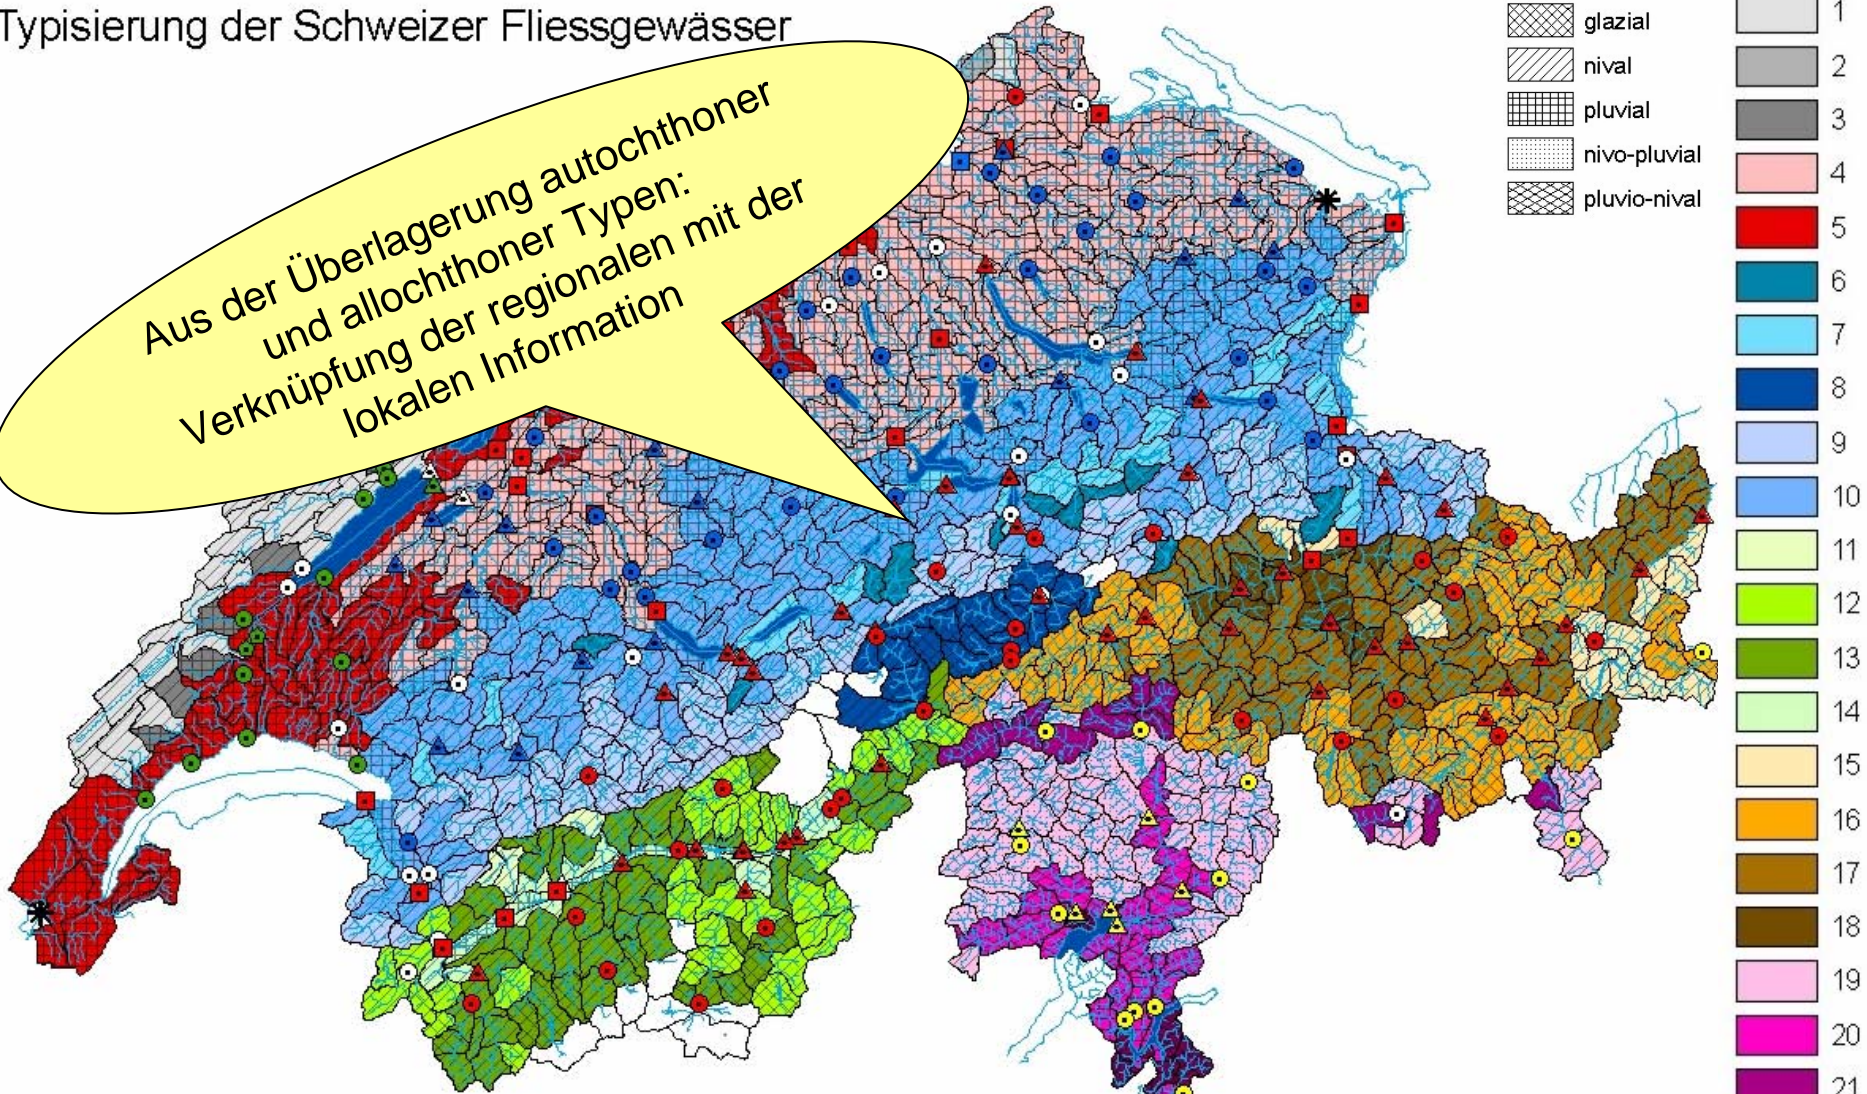 Typisierung der Schweizer Fliessgewässer
Aus der Überlagerung autochthoner
und allochthoner Typen:
Verknüpfung der regionalen mit der
lokalen Information
glazial
nival
pluvial
nivo-pluvial
pluvio-nival
1
2
3
4
5
6
7
8
9
10
11
12
13
14
15
16
17
18
19
20
21